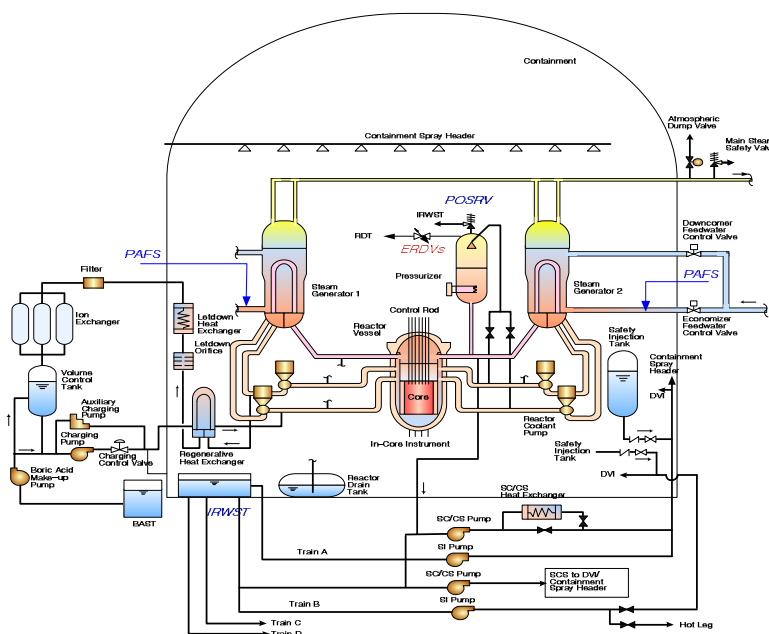 Containment
Atmospheric
Dump Valve
Main Steam
Safety Valv
Containment Spray Header
POSRV
IRWST
RDT
ERDVs
Pressurizer
PAFS
Steam
Generator 1
Steam
Generator 2
Downcomer
Feedwater
Control Valve
PAFS
Economizer
Feedwater
Control Valve
Filter
Ion
Exchanger
Letdown
Heat
Exchanger
Letdown
Orifice
Control Rod
Reactor
Vessel
Core
In-Core Instrument
Reactor
Coolant
Pump
Safety
Injection
Tank
Containment
Spray
Header
DVI
Volume
Control
Tank
Auxiliary
Charging
Pump
Charging
Pump
Charging
Control Valve
Regenerative
Heat Exchanger
Boric Acid
Make-up
Pump
BAST
IRWST
Reactor
Drain
Tank
Safety
Injection
Tank
DVI
SC/CS
Heat Exchanger
SC/CS Pump
SI Pump
Train A
SC/CS Pump
SCS to DVI/
Containment
Spray Header
SI Pump
Train B
Train C
Train D
Hot Leg